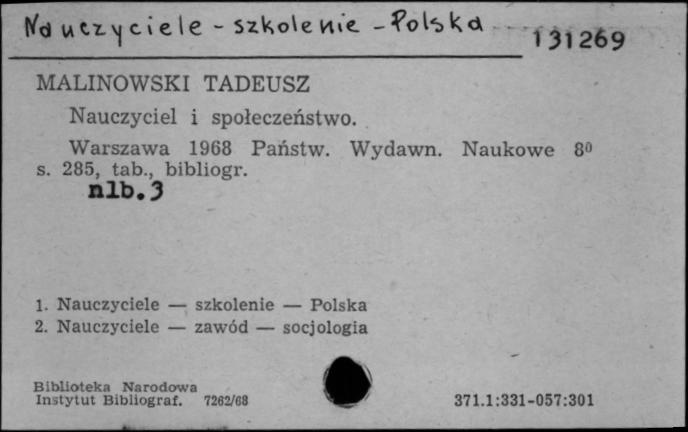 Nauczyciele - szkolenie - Polska
131269
MALINOWSKI TADEUSZ
Nauczyciel i społeczeństwo.
Warszawa 1968 Państw. Wydawn. Naukowe 8⁰
s. 285, tab., bibliogr.
nlb.3
1. Nauczyciele — szkolenie — Polska
2. Nauczyciele — zawód — socjologia
Biblioteka Narodowa
Instytut Bibliograf. 7262/68
371.1:331-057:301